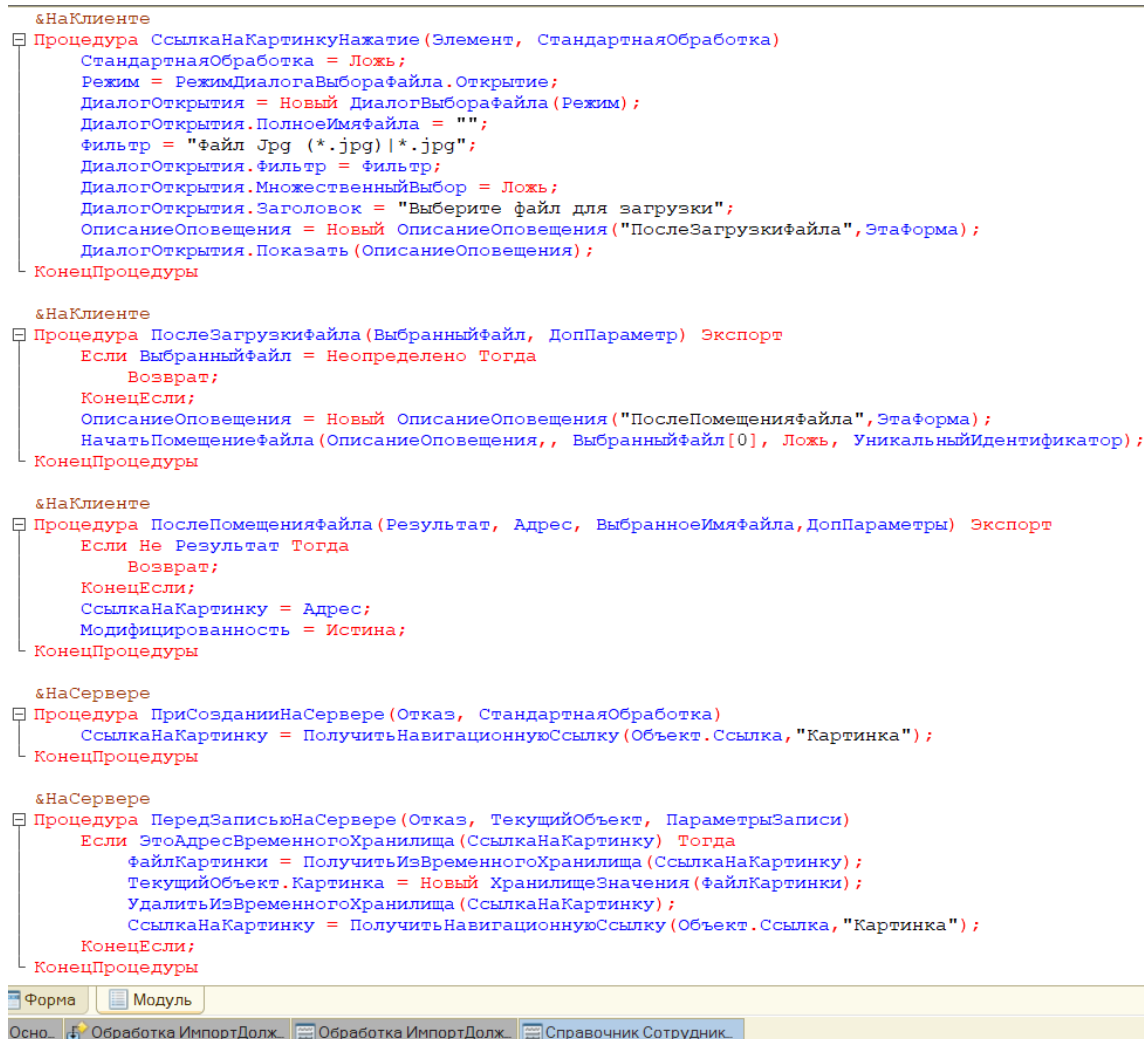 &НаКлиенте
Процедура СсылкаНаКартинкуНажатие(Элемент, СтандартнаяОбработка)
СтандартнаяОбработка = Ложь;
Режим = РежимДиалогаВыбораФайла.Открытие;
ДиалогОткрытия = Новый ДиалогВыбораФайла(Режим);
ДиалогОткрытия.ПолноеИмяФайла = "";
Фильтр = "Файл Jpg (*.jpg)|*.jpg";
ДиалогОткрытия.Фильтр = Фильтр;
ДиалогОткрытия.МножественныйВыбор = Ложь;
ДиалогОткрытия.Заголовок = "Выберите файл для загрузки";
ОписаниеОповещения = Новый ОписаниеОповещения("ПослеЗагрузкиФайла",ЭтаФорма);
ДиалогОткрытия.Показать(ОписаниеОповещения);
КонецПроцедуры
&НаКлиенте
Процедура ПослеЗагрузкиФайла(ВыбранныйФайл, ДопПараметр) Экспорт
Если ВыбранныйФайл = Неопределено Тогда
Возврат;
КонецЕсли;
ОписаниеОповещения = Новый ОписаниеОповещения("ПослеПомещенияФайла",ЭтаФорма);
НачатьПомещениеФайла(ОписаниеОповещения,, ВыбранныйФайл[0], Ложь, УникальныйИдентификатор);
КонецПроцедуры
&НаКлиенте
Процедура ПослеПомещенияФайла(Результат, Адрес, ВыбранноеИмяФайла,ДопПараметры) Экспорт
Если Не Результат Тогда
Возврат;
КонецЕсли;
СсылкаНаКартинку = Адрес;
Модифицированность = Истина;
КонецПроцедуры
&НаСервере
Процедура ПриСозданииНаСервере(Отказ, СтандартнаяОбработка)
СсылкаНаКартинку = ПолучитьНавигационнуюСсылку(Объект.Ссылка,"Картинка");
КонецПроцедуры
&НаСервере
Процедура ПередЗаписьюНаСервере(Отказ, ТекущийОбъект, ПараметрыЗаписи)
Если ЭтоАдресВременногоХранилища(СсылкаНаКартинку) Тогда
ФайлКартинки = ПолучитьИзВременногоХранилища(СсылкаНаКартинку);
ТекущийОбъект.Картинка = Новый ХранилищеЗначения(ФайлКартинки);
УдалитьИзВременногоХранилища(СсылкаНаКартинку);
СсылкаНаКартинку = ПолучитьНавигационнуюСсылку(Объект.Ссылка,"Картинка");
КонецЕсли;
КонецПроцедуры
Форма Модуль
Осно... Обработка ИмпортДолж... Обработка ИмпортДолж... Справочник Сотрудник...